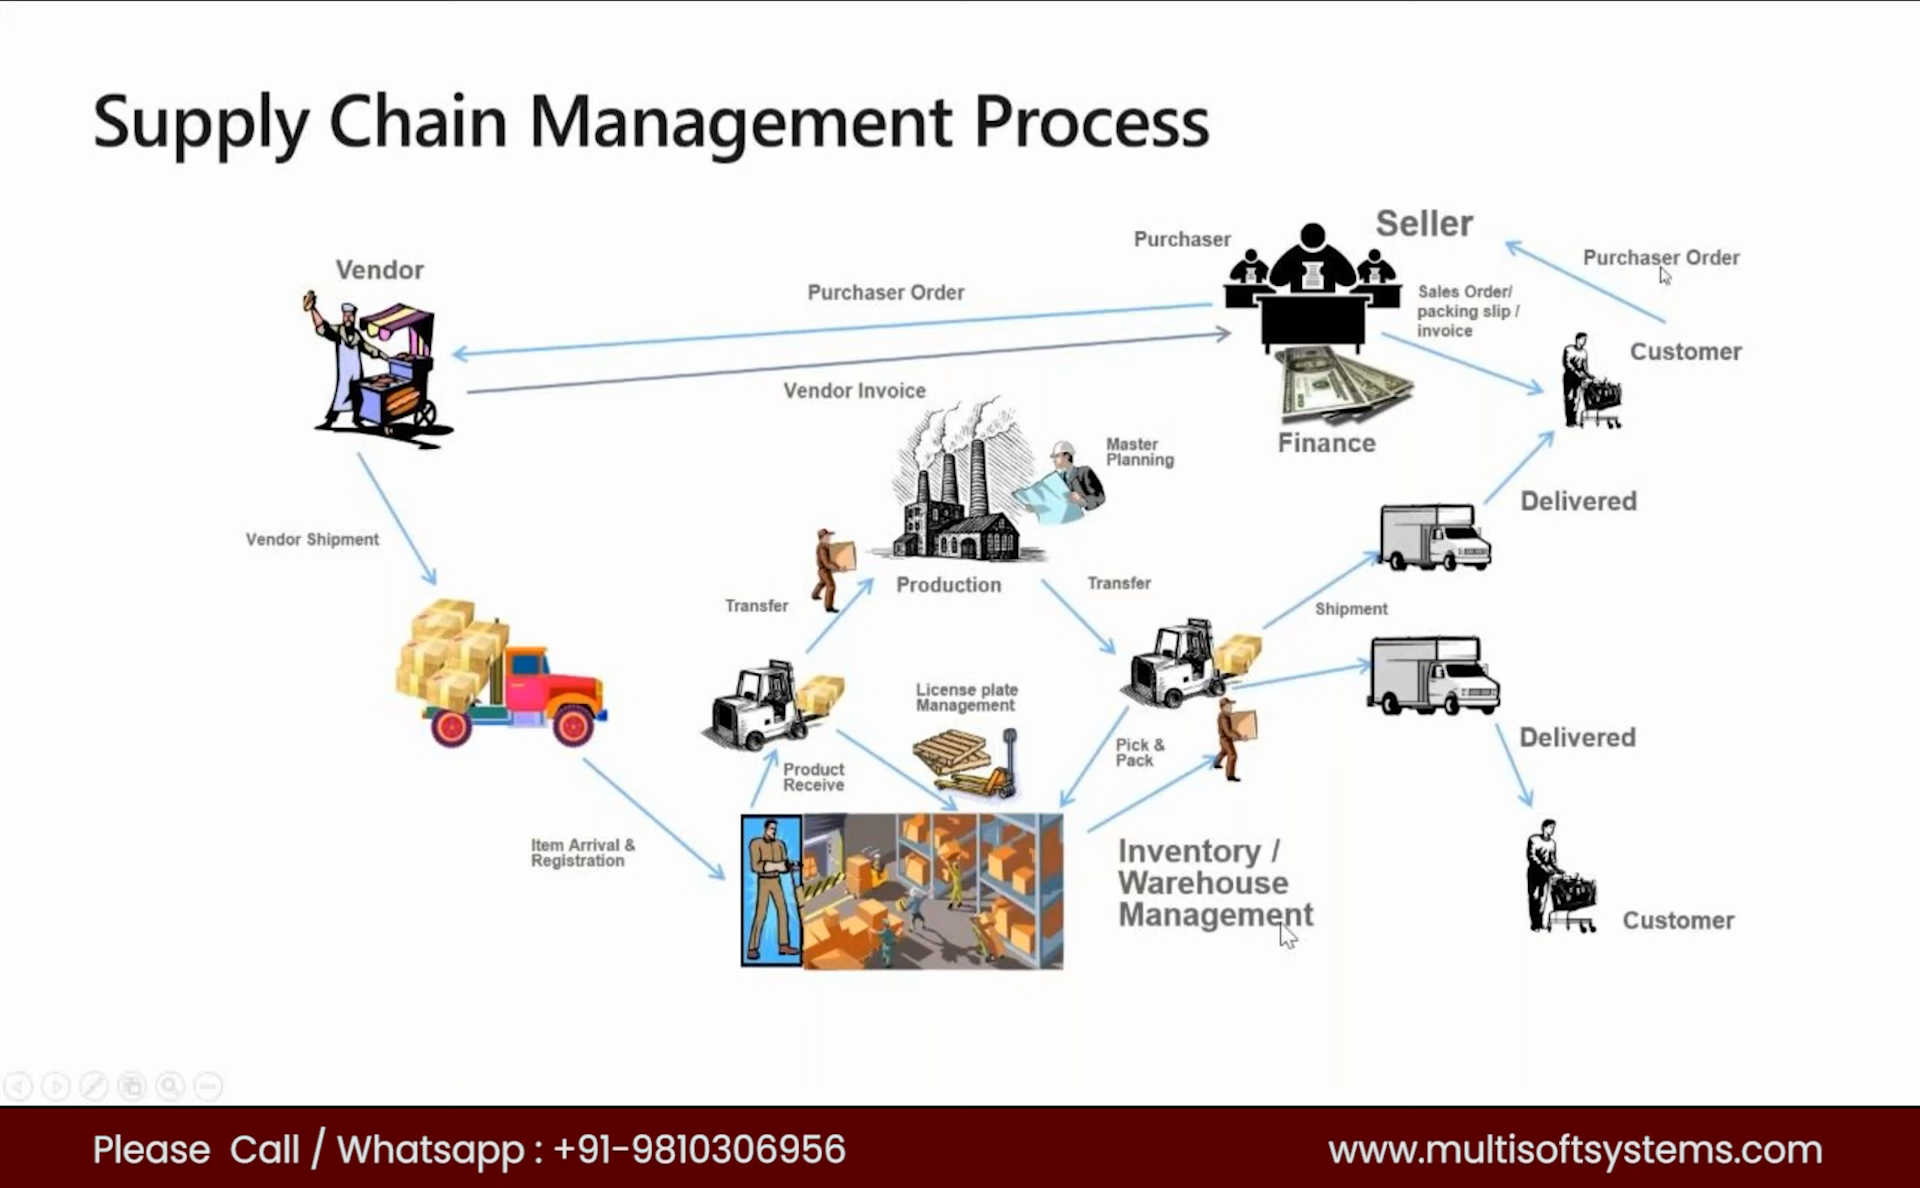 Supply Chain Management Process
Seller
Purchaser
Purchaser Order
Vendor
Purchaser Order
Sales Order/
packing slip /
invoice
Customer
Vendor Invoice
Finance
Master
Planning
Delivered
Vendor Shipment
Production
Transfer
Transfer
Shipment
License plate
Management
Delivered
Pick &
Pack
Product
Receive
Item Arrival &
Registration
Inventory /
Warehouse
Management
Customer
Please Call / Whatsapp : +91-9810306956
www.multisoftsystems.com